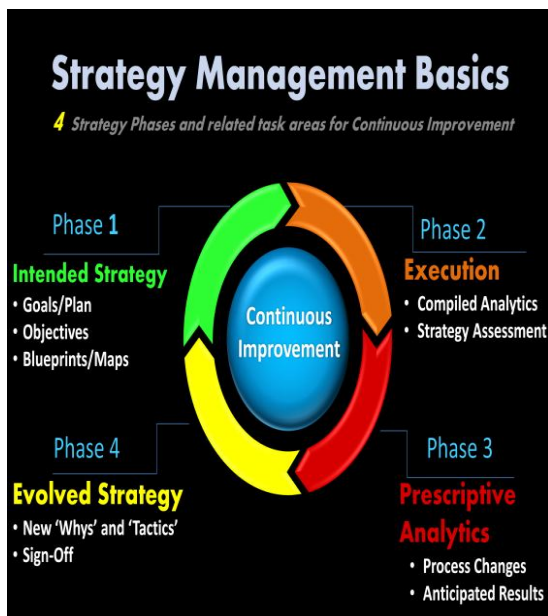 Strategy Management Basics
4 Strategy Phases and related task areas for Continuous Improvement
Phase 1
Intended Strategy
• Goals/Plan
• Objectives
• Blueprints/Maps
Phase 2
Execution
• Compiled Analytics
• Strategy Assessment
Continuous
Improvement
Phase 4
Evolved Strategy
• New ‘Whys’ and ‘Tactics’
• Sign-Off
Phase 3
Prescriptive
Analytics
• Process Changes
• Anticipated Results